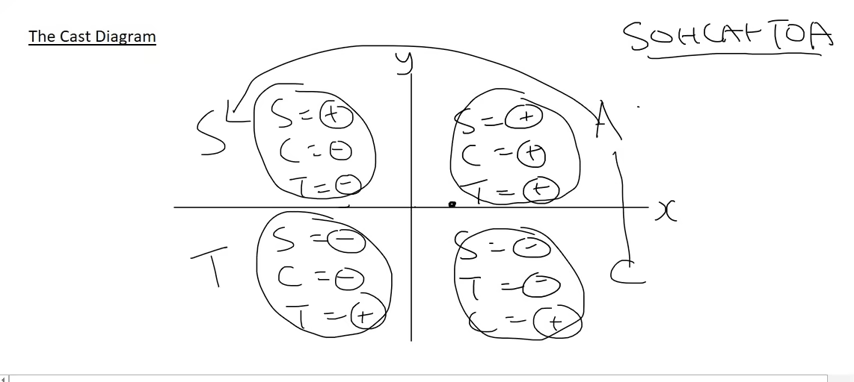 The Cast Diagram
SOHCAHTOA
y
S
S = +
C = -
T = -
S = +
C = +
T = +
A
x
T
S = -
C = -
T = +
S = -
T = -
C = +
C